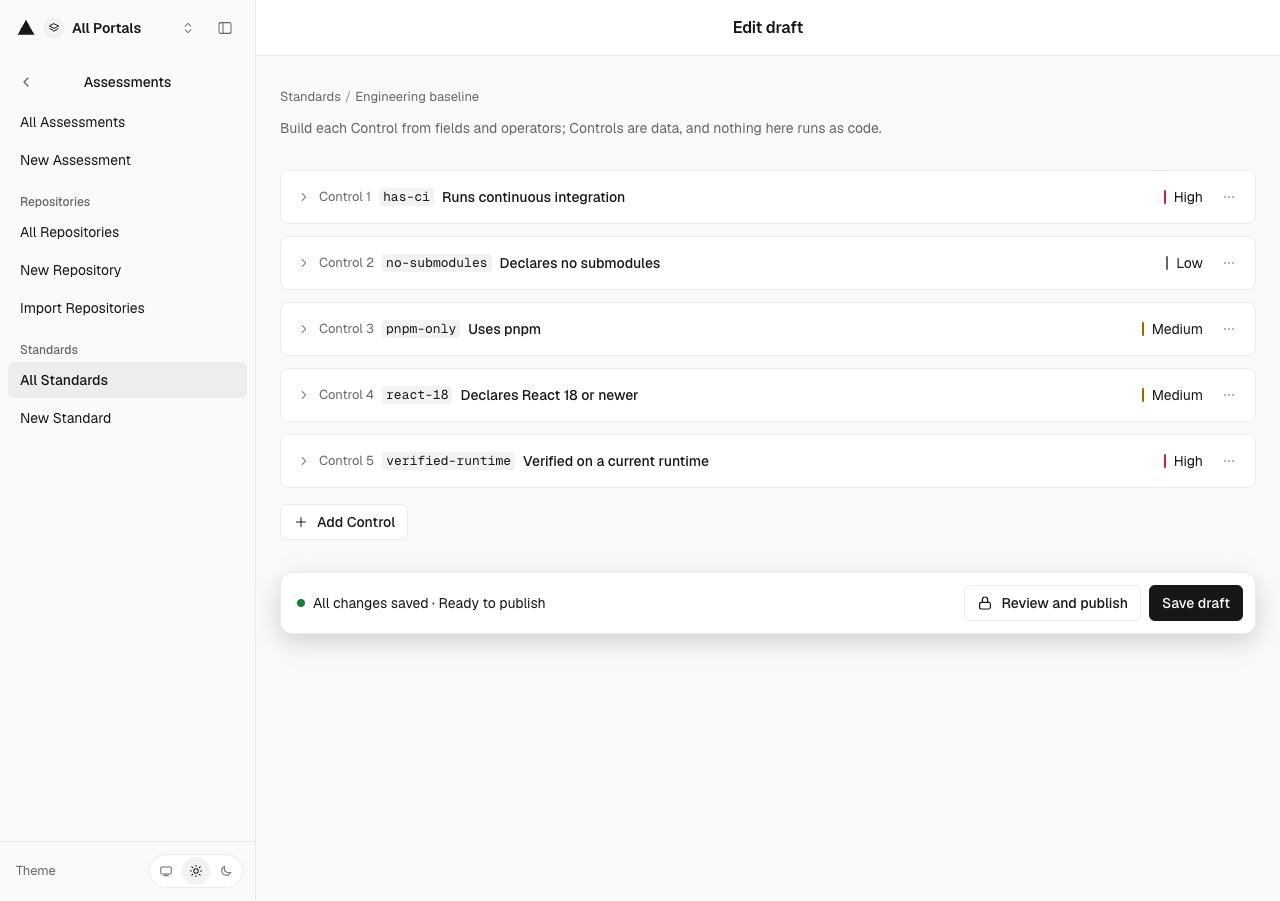 All Portals
Edit draft
Assessments
All Assessments
New Assessment
Repositories
All Repositories
New Repository
Import Repositories
Standards
All Standards
New Standard
Theme
Standards / Engineering baseline
Build each Control from fields and operators; Controls are data, and nothing here runs as code.
Control 1 has-ci Runs continuous integration High ···
Control 2 no-submodules Declares no submodules Low ···
Control 3 pnpm-only Uses pnpm Medium ···
Control 4 react-18 Declares React 18 or newer Medium ···
Control 5 verified-runtime Verified on a current runtime High ···
Add Control
All changes saved · Ready to publish Review and publish Save draft